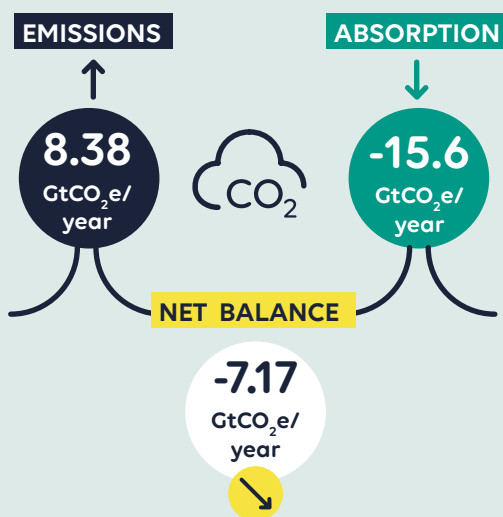 EMISSIONS
ABSORPTION
8.38
GtCO₂e/
year
CO₂
-15.6
GtCO₂e/
year
NET BALANCE
-7.17
GtCO₂e/
year